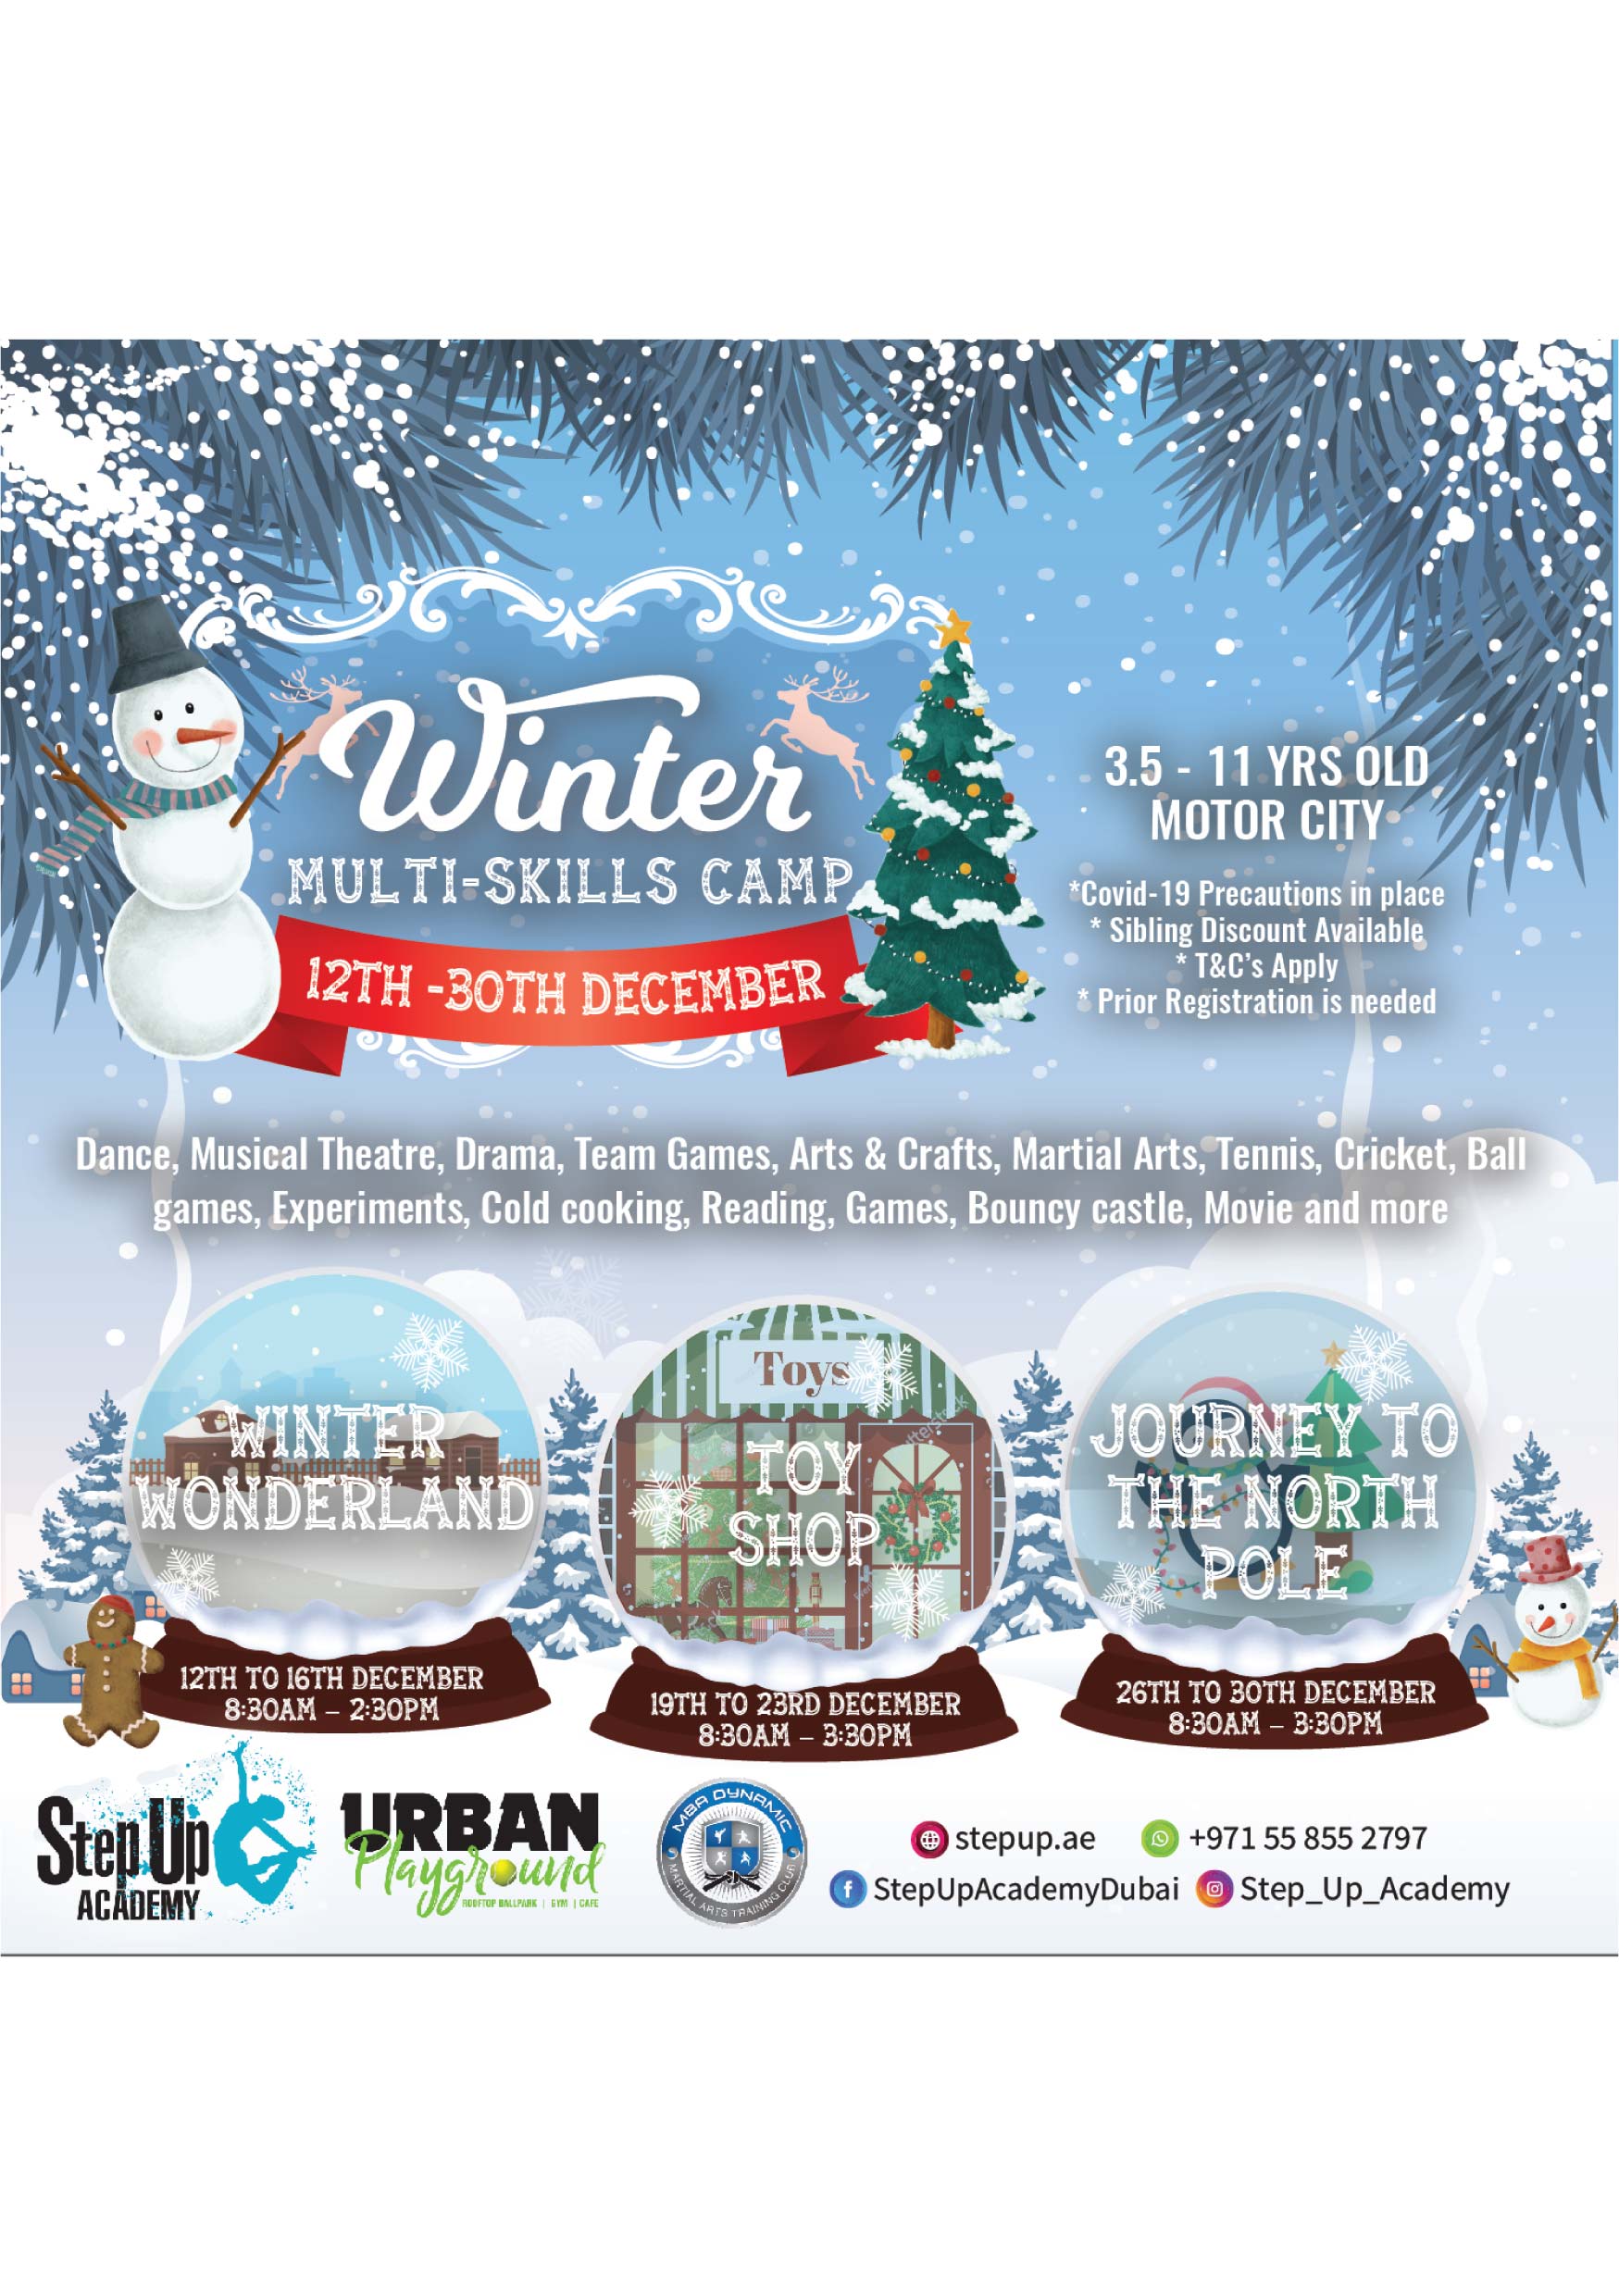 Winter
MULTI-SKILLS CAMP
12TH -30TH DECEMBER
3.5 - 11 YRS OLD
MOTOR CITY
*Covid-19 Precautions in place
* Sibling Discount Available
* T&C's Apply
* Prior Registration is needed
Dance, Musical Theatre, Drama, Team Games, Arts & Crafts, Martial Arts, Tennis, Cricket, Ball
games, Experiments, Cold cooking, Reading, Games, Bouncy castle, Movie and more
WINTER
WONDERLAND
12TH TO 16TH DECEMBER
8:30AM – 2:30PM
Toys
TOY
SHOP
19TH TO 23RD DECEMBER
8:30AM – 3:30PM
JOURNEY TO
THE NORTH
POLE
26TH TO 30TH DECEMBER
8:30AM – 3:30PM
Step Up
ACADEMY
URBAN
Playground
ROOFTOP BALLPARK | GYM | CAFE
MBA DYNAMIC
MARTIAL ARTS TRAINING CLUB
stepup.ae
+971 55 855 2797
StepUpAcademyDubai
Step_Up_Academy